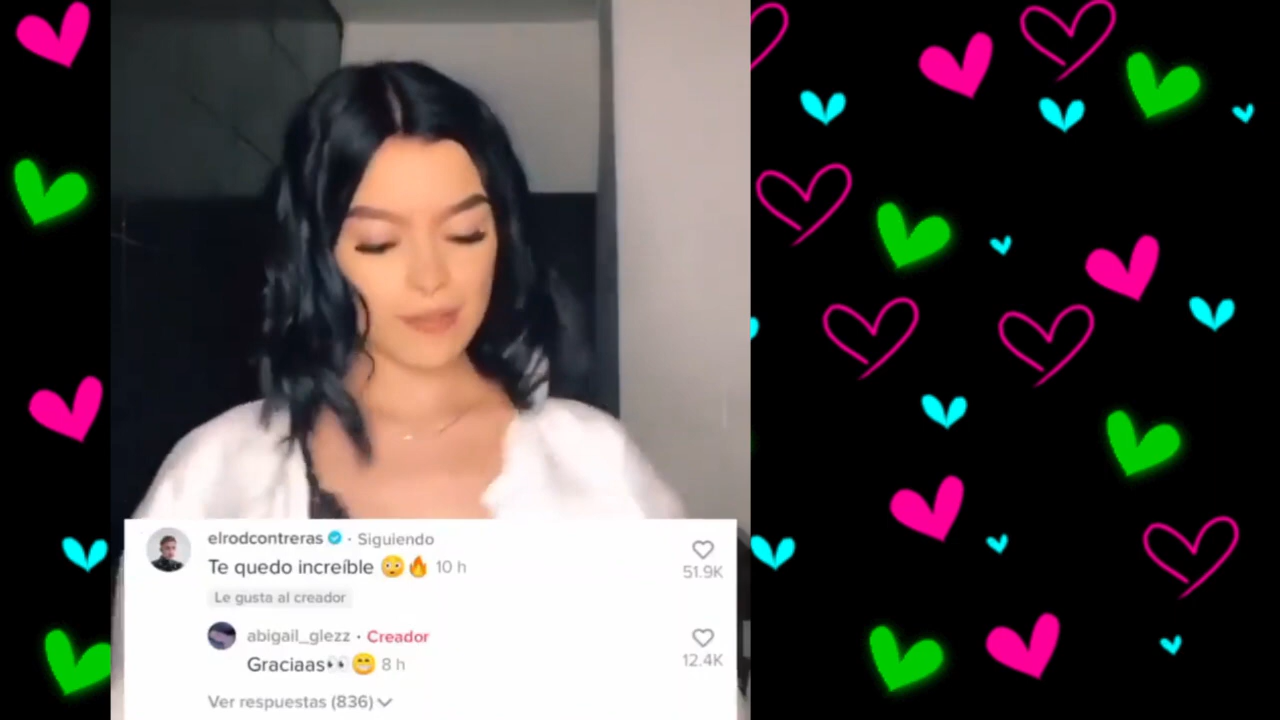 elrodcontreras · Siguiendo
Te quedo increíble 😳🔥 10 h
51.9K
Le gusta al creador
abigail_glezz · Creador
Graciaas👀😁 8 h
12.4K
Ver respuestas (836)